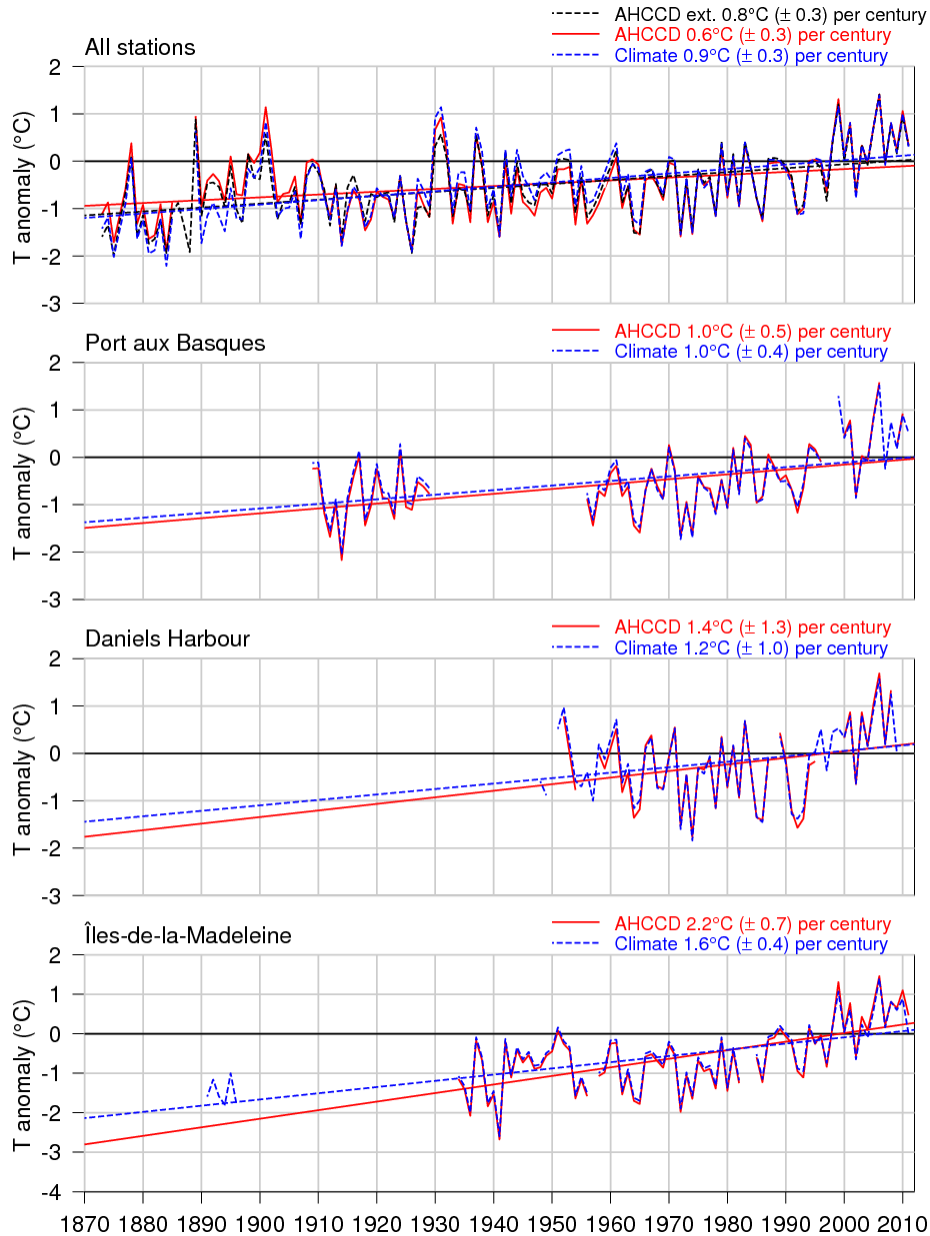 AHCCD ext. 0.8°C (± 0.3) per century
AHCCD 0.6°C (± 0.3) per century
Climate 0.9°C (± 0.3) per century
All stations
T anomaly (°C)
2
1
0
-1
-2
-3
AHCCD 1.0°C (± 0.5) per century
Climate 1.0°C (± 0.4) per century
Port aux Basques
T anomaly (°C)
2
1
0
-1
-2
-3
AHCCD 1.4°C (± 1.3) per century
Climate 1.2°C (± 1.0) per century
Daniels Harbour
T anomaly (°C)
2
1
0
-1
-2
-3
AHCCD 2.2°C (± 0.7) per century
Climate 1.6°C (± 0.4) per century
Îles-de-la-Madeleine
T anomaly (°C)
2
1
0
-1
-2
-3
-4
1870 1880 1890 1900 1910 1920 1930 1940 1950 1960 1970 1980 1990 2000 2010